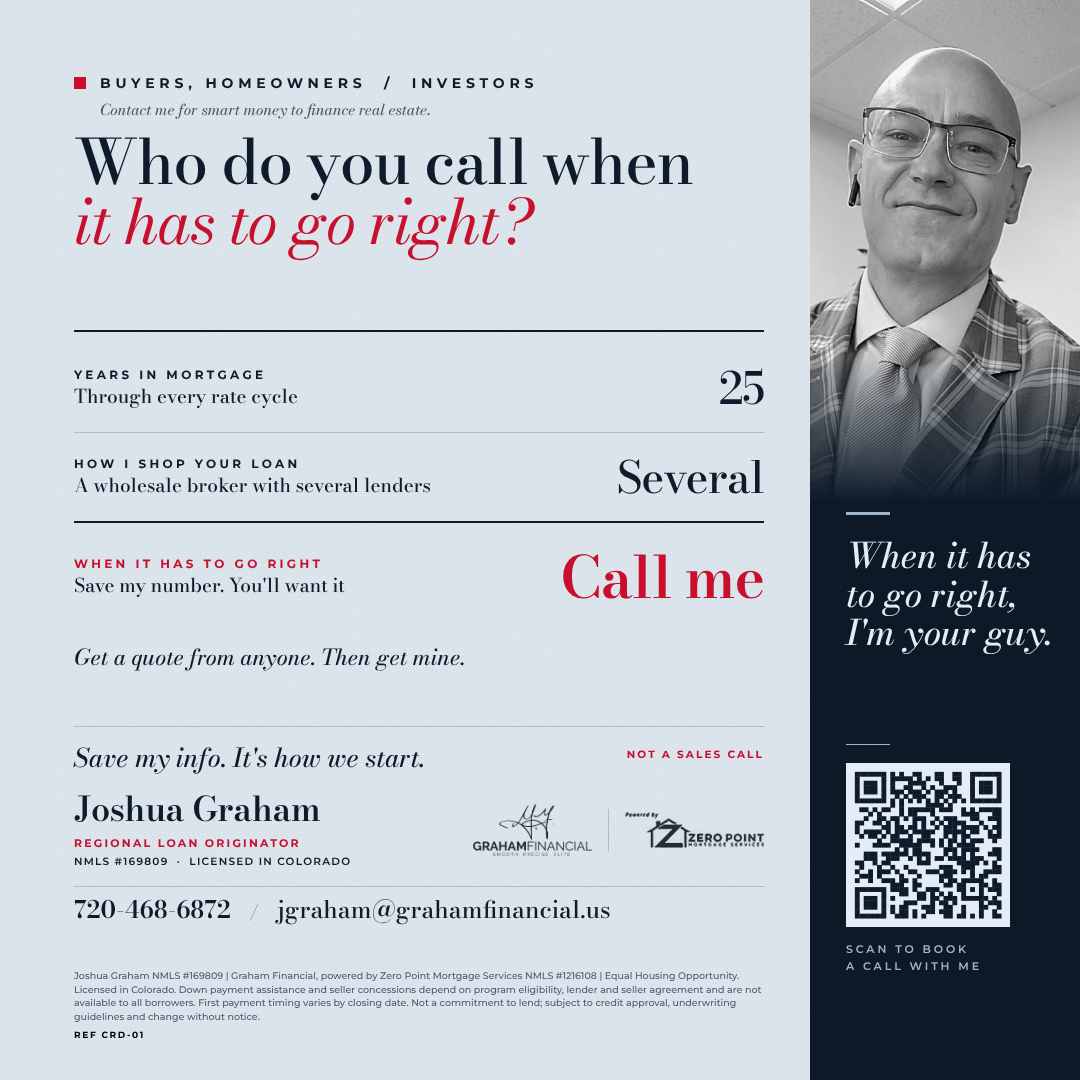 BUYERS, HOMEOWNERS / INVESTORS
Contact me for smart money to finance real estate.
Who do you call when
it has to go right?
YEARS IN MORTGAGE
Through every rate cycle
25
HOW I SHOP YOUR LOAN
A wholesale broker with several lenders
Several
WHEN IT HAS TO GO RIGHT
Save my number. You'll want it
Call me
Get a quote from anyone. Then get mine.
Save my info. It's how we start.
NOT A SALES CALL
Joshua Graham
REGIONAL LOAN ORIGINATOR
NMLS #169809 · LICENSED IN COLORADO
GRAHAMFINANCIAL
SMOOTH. PRECISE. ELITE.
Powered by
ZERO POINT
MORTGAGE SERVICES
720-468-6872 / jgraham@grahamfinancial.us
Joshua Graham NMLS #169809 | Graham Financial, powered by Zero Point Mortgage Services NMLS #1216108 | Equal Housing Opportunity.
Licensed in Colorado. Down payment assistance and seller concessions depend on program eligibility, lender and seller agreement and are not
available to all borrowers. First payment timing varies by closing date. Not a commitment to lend; subject to credit approval, underwriting
guidelines and change without notice.
REF CRD-01
When it has
to go right,
I'm your guy.
SCAN TO BOOK
A CALL WITH ME